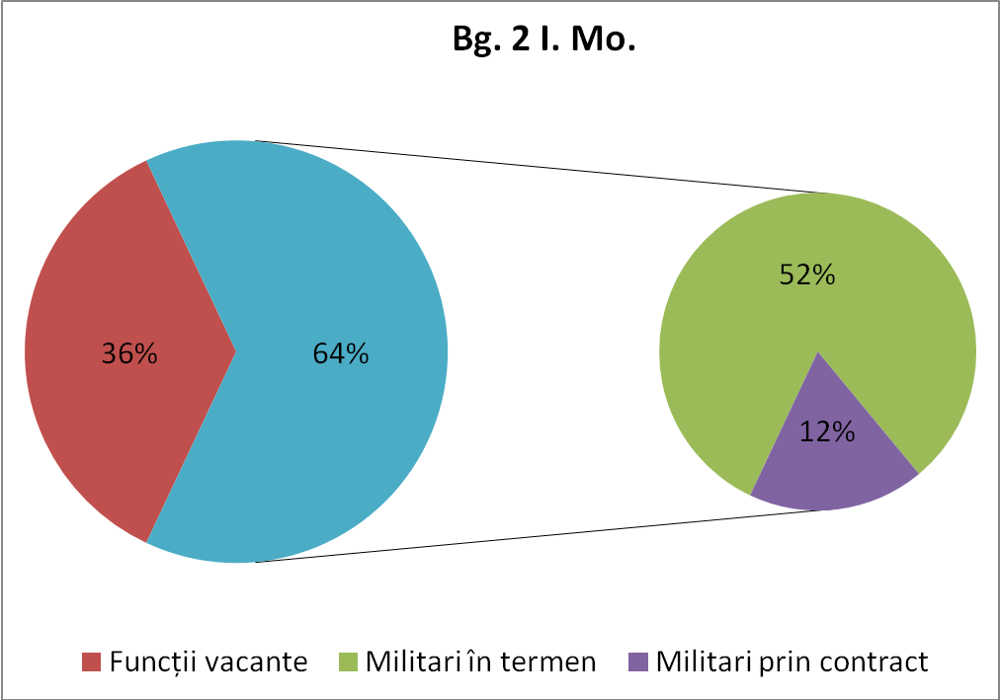 Bg. 2 I. Mo.
52%
36%
64%
12%
Funcții vacante
Militari în termen
Militari prin contract